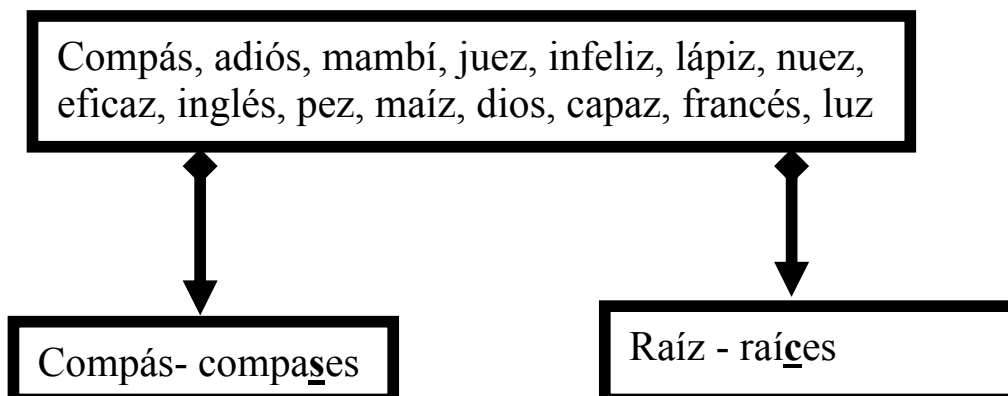 Compás, adiós, mambí, juez, infeliz, lápiz, nuez,
eficaz, inglés, pez, maíz, dios, capaz, francés, luz
Compás- compases
Raíz - raíces